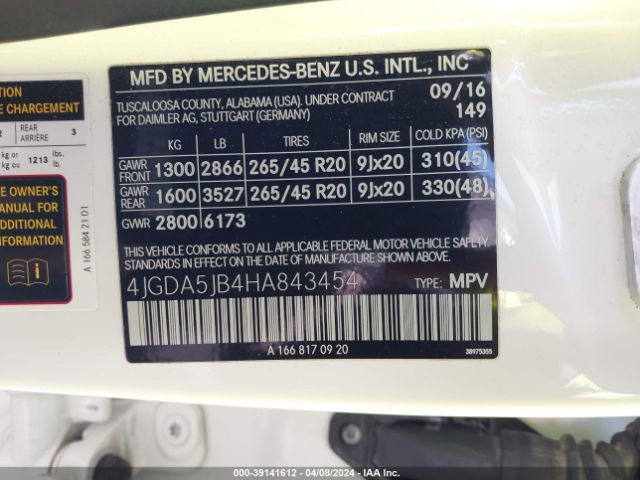 TION
E CHARGEMENT
2 REAR ARRIÈRE 3
kg or
kg ou 1213 lbs. lb.
E OWNER'S
MANUAL FOR
ADDITIONAL
A 166 584 21 01
MFD BY MERCEDES-BENZ U.S. INTL., INC
TUSCALOOSA COUNTY, ALABAMA (USA). UNDER CONTRACT 09/16
FOR DAIMLER AG, STUTTGART (GERMANY) 149
KG LB TIRES RIM SIZE COLD KPA (PSI)
GAWR FRONT 1300 2866 265/45 R20 9Jx20 310(45)
GAWR REAR 1600 3527 265/45 R20 9Jx20 330(48)
GVWR 2800 6173
THIS VEHICLE CONFORMS TO ALL APPLICABLE FEDERAL MOTOR VEHICLE SAFETY
STANDARDS IN EFFECT ON THE DATE OF MANUFACTURE SHOWN ABOVE.
4JGDA5JB4HA843454 TYPE: MPV
A 166 817 09 20 38975355
000-39141612 - 04/08/2024 - IAA Inc.